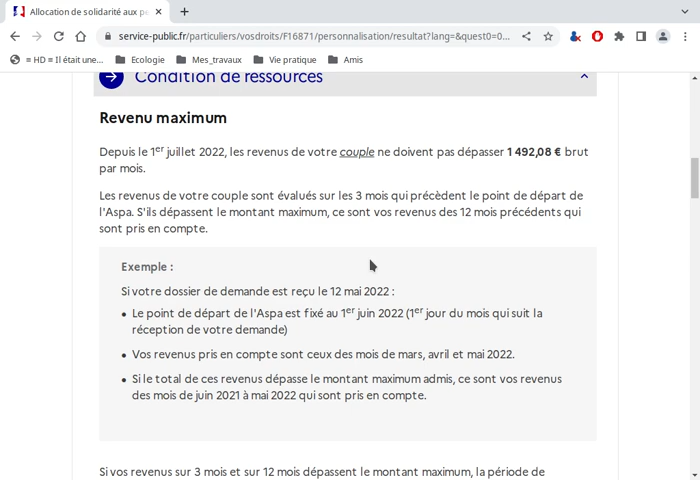 Allocation de solidarité aux pe
service-public.fr/particuliers/vosdroits/F16871/personnalisation/resultat?lang=&quest0=0...
= HD = Il était une...
Ecologie
Mes_travaux
Vie pratique
Amis
Condition de ressources
Revenu maximum
Depuis le 1er juillet 2022, les revenus de votre couple ne doivent pas dépasser 1 492,08 € brut
par mois.
Les revenus de votre couple sont évalués sur les 3 mois qui précèdent le point de départ de
l'Aspa. S'ils dépassent le montant maximum, ce sont vos revenus des 12 mois précédents qui
sont pris en compte.
Exemple :
Si votre dossier de demande est reçu le 12 mai 2022 :
• Le point de départ de l'Aspa est fixé au 1er juin 2022 (1er jour du mois qui suit la
réception de votre demande)
• Vos revenus pris en compte sont ceux des mois de mars, avril et mai 2022.
• Si le total de ces revenus dépasse le montant maximum admis, ce sont vos revenus
des mois de juin 2021 à mai 2022 qui sont pris en compte.
Si vos revenus sur 3 mois et sur 12 mois dépassent le montant maximum, la période de